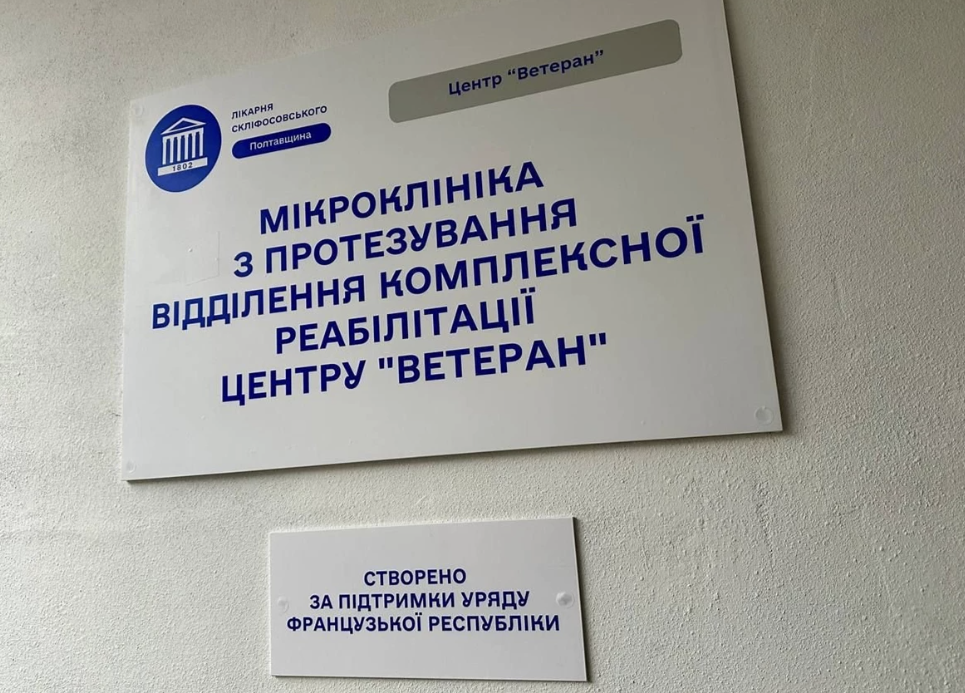 ЛІКАРНЯ
СКЛІФОСОВСЬКОГО
Полтавщина
1802
Центр “Ветеран”
МІКРОКЛІНІКА
З ПРОТЕЗУВАННЯ
ВІДДІЛЕННЯ КОМПЛЕКСНОЇ
РЕАБІЛІТАЦІЇ
ЦЕНТРУ "ВЕТЕРАН"
СТВОРЕНО
ЗА ПІДТРИМКИ УРЯДУ
ФРАНЦУЗЬКОЇ РЕСПУБЛІКИ